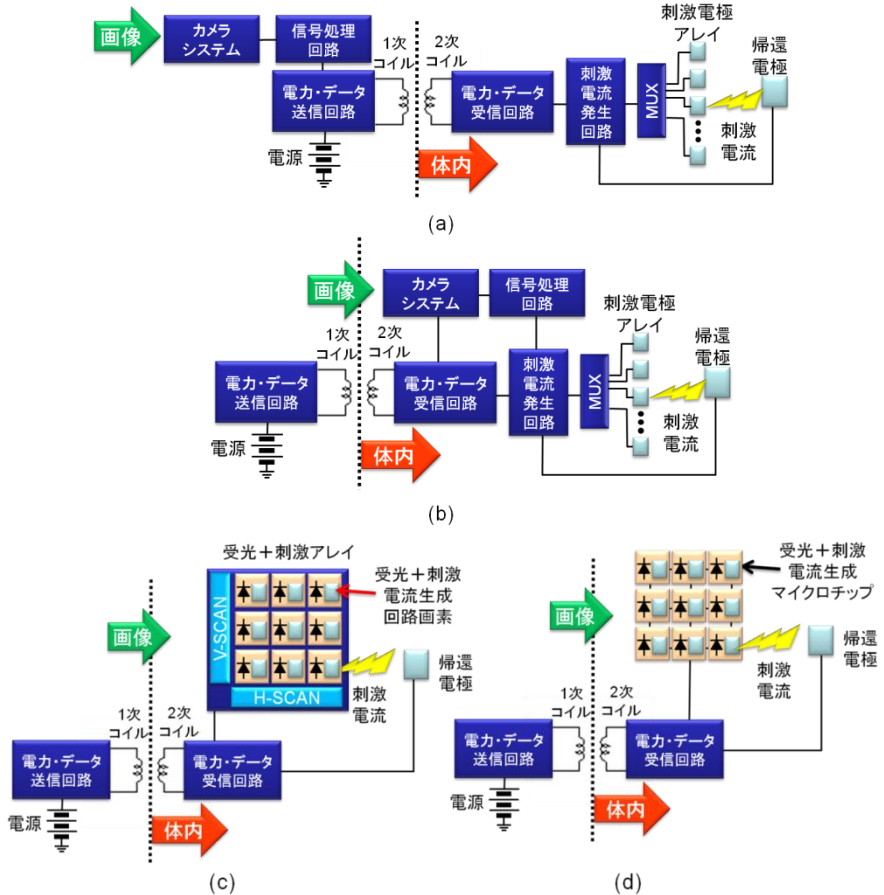 画像
カメラ
システム
信号処理
回路
1次
コイル
2次
コイル
電力・データ
送信回路
電源
電力・データ
受信回路
体内
刺激
電流
発生
回路
MUX
刺激電極
アレイ
帰還
電極
刺激
電流
(a)
画像
カメラ
システム
信号処理
回路
1次
コイル
2次
コイル
電力・データ
送信回路
電源
電力・データ
受信回路
体内
刺激
電流
発生
回路
MUX
刺激電極
アレイ
帰還
電極
刺激
電流
(b)
受光＋刺激アレイ
画像
V-SCAN
H-SCAN
受光＋刺激
電流生成
回路画素
刺激
電流
帰還
電極
1次
コイル
2次
コイル
電力・データ
送信回路
電源
電力・データ
受信回路
体内
(c)
画像
受光＋刺激
電流生成
マイクロチップ
刺激
電流
帰還
電極
1次
コイル
2次
コイル
電力・データ
送信回路
電源
電力・データ
受信回路
体内
(d)